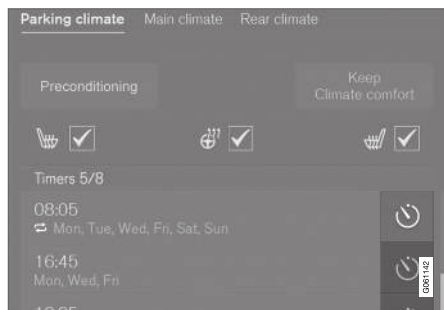 Parking climate Main climate Rear climate
Preconditioning
Keep
Climate comfort
Timers 5/8
08:05
Mon, Tue, Wed, Fri, Sat, Sun
16:45
Mon, Wed, Fri
G061142